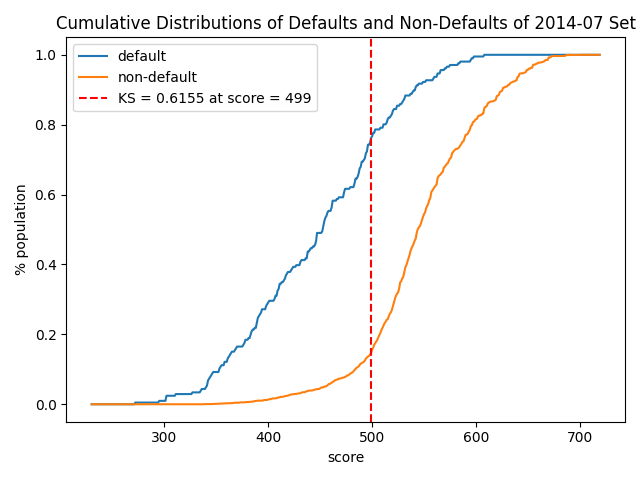 Cumulative Distributions of Defaults and Non-Defaults of 2014-07 Set
default
non-default
KS = 0.6155 at score = 499
% population
1.0
0.8
0.6
0.4
0.2
0.0
300 400 500 600 700
score